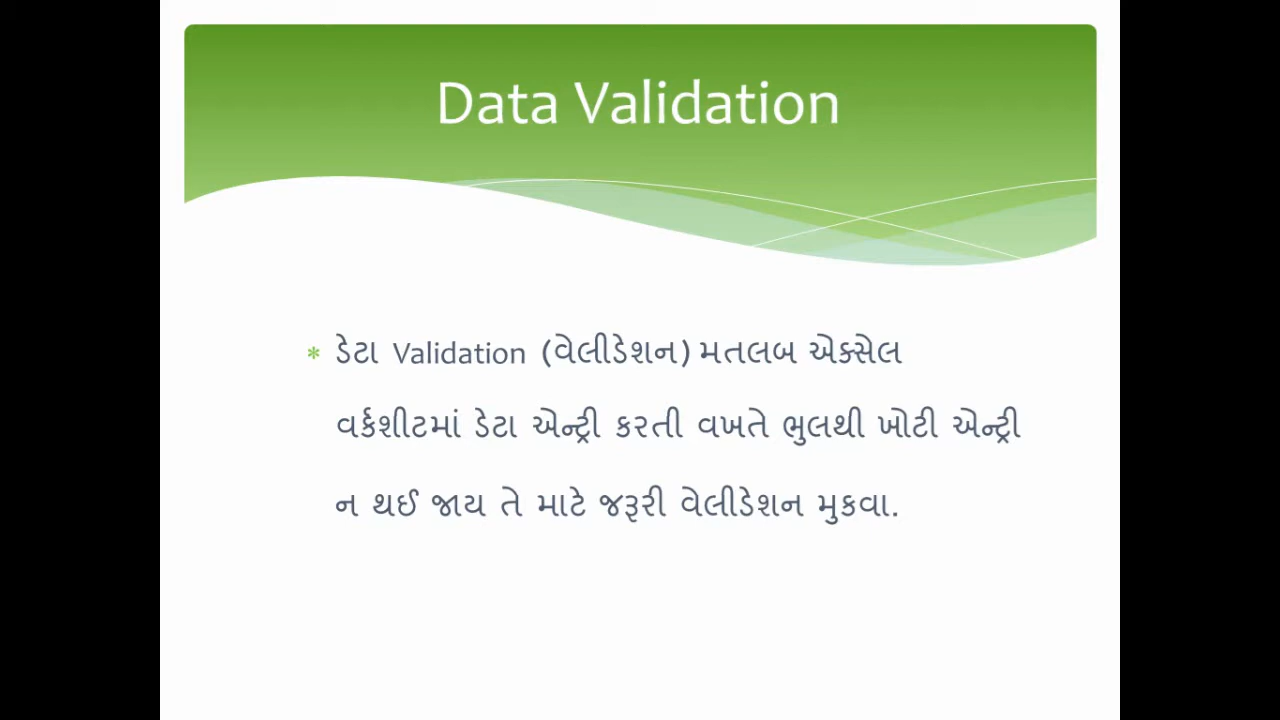 Data Validation
* ડેટા Validation (વેલીડેશન) મતલબ એક્સેલ
વર્કશીટમાં ડેટા એન્ટ્રી કરતી વખતે ભુલથી ખોટી એન્ટ્રી
ન થઈ જાય તે માટે જરૂરી વેલીડેશન મુકવા.